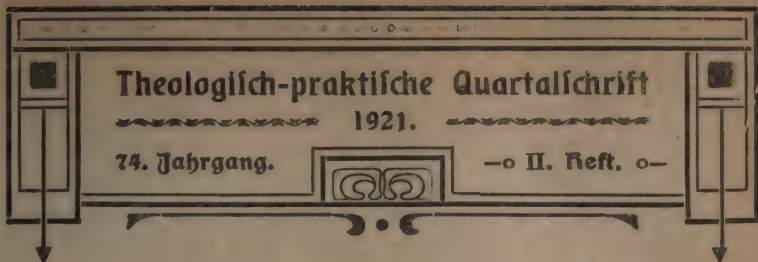 Theologiſch-praktiſche Quartalſchrift
1921.
74. Jahrgang. —o II. Heft. o—